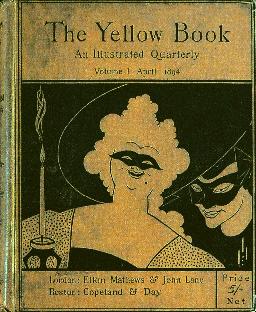 The Yellow Book
An Illustrated Quarterly
Volume I April 1894
London: Elkin Mathews & John Lane
Boston: Copeland & Day
Price
5/-
Net